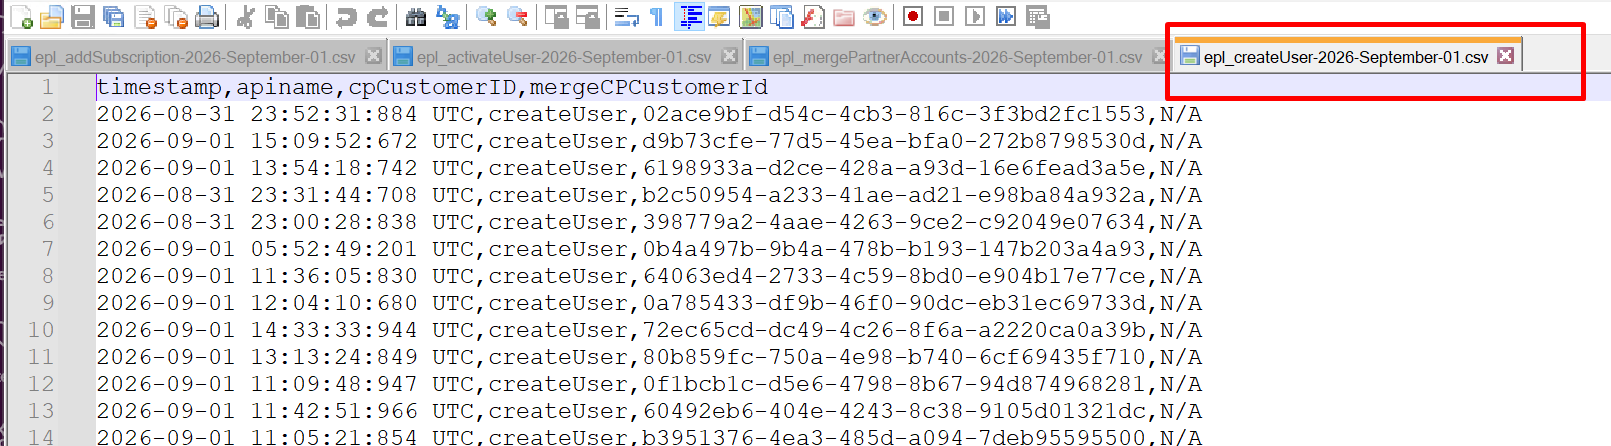 epl_addSubscription-2026-September-01.csv epl_activateUser-2026-September-01.csv epl_mergePartnerAccounts-2026-September-01.csv epl_createUser-2026-September-01.csv
1 timestamp,apiname,cpCustomerID,mergeCPCustomerId
2 2026-08-31 23:52:31:884 UTC,createUser,02ace9bf-d54c-4cb3-816c-3f3bd2fc1553,N/A
3 2026-09-01 15:09:52:672 UTC,createUser,d9b73cfe-77d5-45ea-bfa0-272b8798530d,N/A
4 2026-09-01 13:54:18:742 UTC,createUser,6198933a-d2ce-428a-a93d-16e6fead3a5e,N/A
5 2026-08-31 23:31:44:708 UTC,createUser,b2c50954-a233-41ae-ad21-e98ba84a932a,N/A
6 2026-08-31 23:00:28:838 UTC,createUser,398779a2-4aae-4263-9ce2-c92049e07634,N/A
7 2026-09-01 05:52:49:201 UTC,createUser,0b4a497b-9b4a-478b-b193-147b203a4a93,N/A
8 2026-09-01 11:36:05:830 UTC,createUser,64063ed4-2733-4c59-8bd0-e904b17e77ce,N/A
9 2026-09-01 12:04:10:680 UTC,createUser,0a785433-df9b-46f0-90dc-eb31ec69733d,N/A
10 2026-09-01 14:33:33:944 UTC,createUser,72ec65cd-dc49-4c26-8f6a-a2220ca0a39b,N/A
11 2026-09-01 13:13:24:849 UTC,createUser,80b859fc-750a-4e98-b740-6cf69435f710,N/A
12 2026-09-01 11:09:48:947 UTC,createUser,0f1bcb1c-d5e6-4798-8b67-94d874968281,N/A
13 2026-09-01 11:42:51:966 UTC,createUser,60492eb6-404e-4243-8c38-9105d01321dc,N/A
14 2026-09-01 11:05:21:854 UTC,createUser,b3951376-4ea3-485d-a094-7deb95595500,N/A